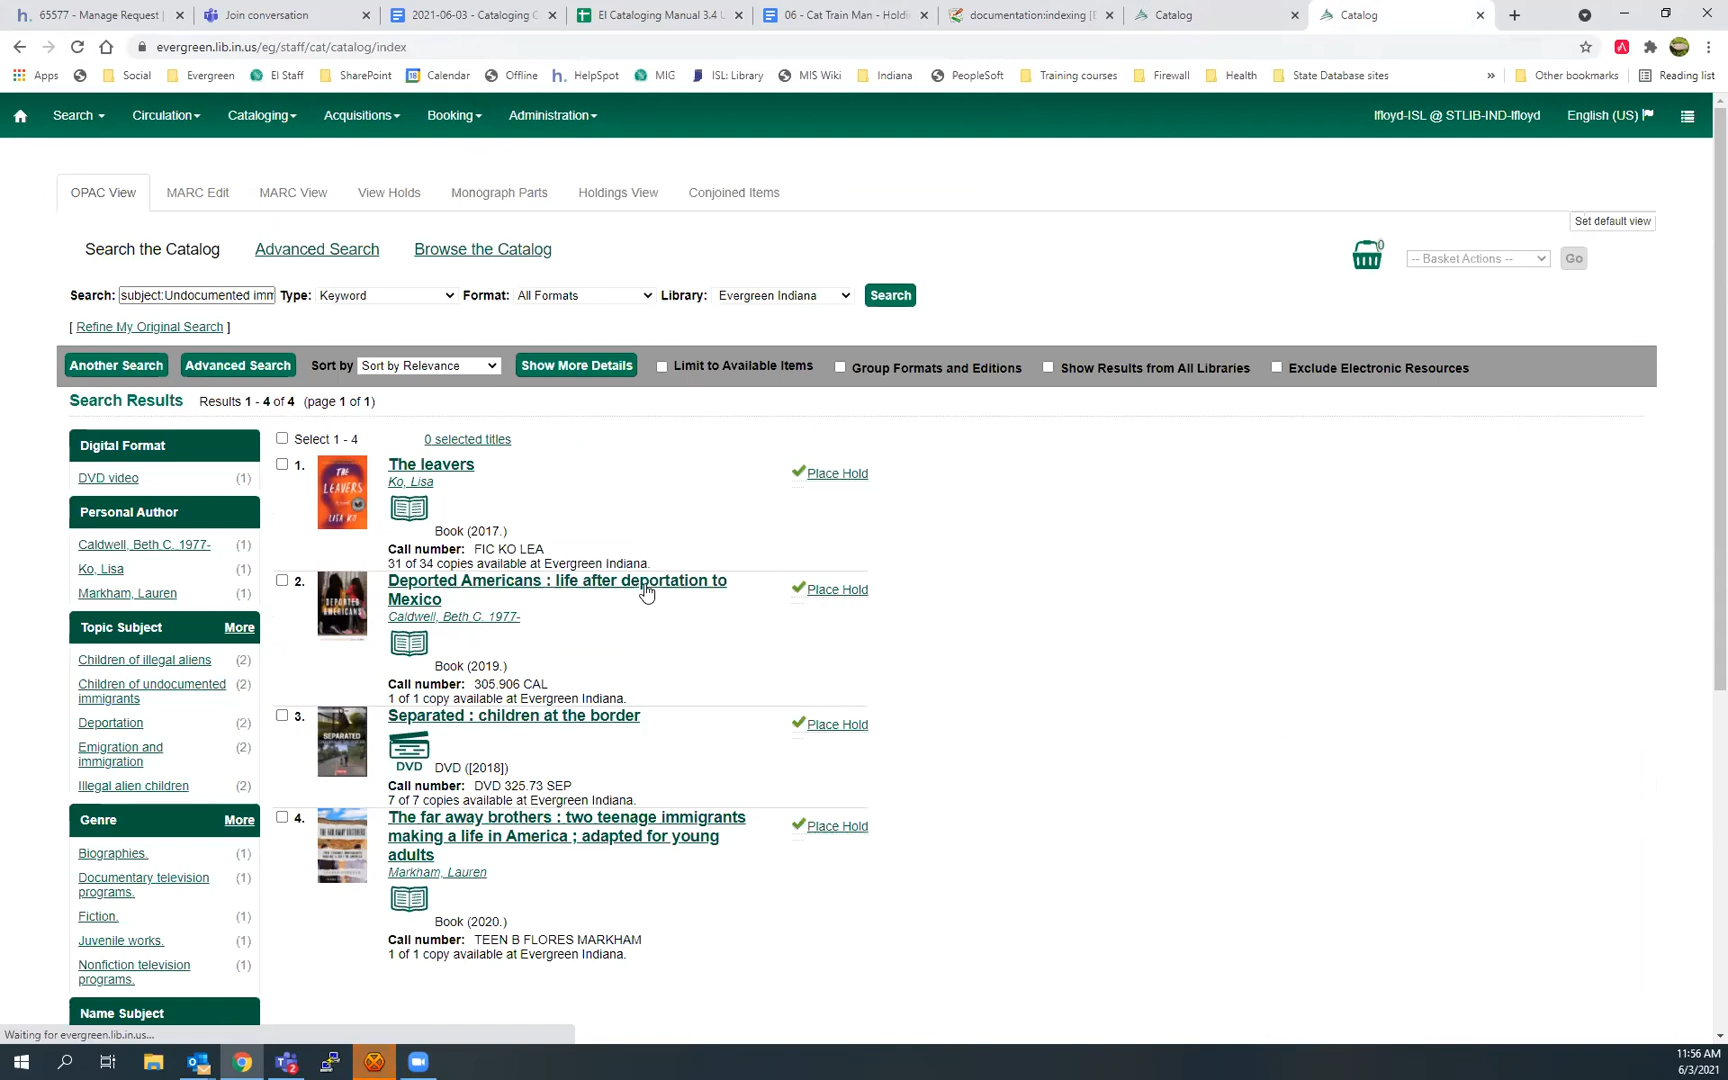 65577 - Manage Request |
Join conversation
2021-06-03 - Cataloging C
EI Cataloging Manual 3.4 U
06 - Cat Train Man - Holdi
documentation:indexing [E
Catalog
Catalog
evergreen.lib.in.us/eg/staff/cat/catalog/index
Apps
Social
Evergreen
EI Staff
SharePoint
Calendar
Offline
HelpSpot
MIG
ISL: Library
MIS Wiki
Indiana
PeopleSoft
Training courses
Firewall
Health
State Database sites
»
Other bookmarks
Reading list
Search
Circulation
Cataloging
Acquisitions
Booking
Administration
lfloyd-ISL @ STLIB-IND-lfloyd
English (US)
OPAC View
MARC Edit
MARC View
View Holds
Monograph Parts
Holdings View
Conjoined Items
Set default view
Search the Catalog
Advanced Search
Browse the Catalog
0
-- Basket Actions --
Go
Search: subject:Undocumented imm Type: Keyword Format: All Formats Library: Evergreen Indiana Search
[ Refine My Original Search ]
Another Search
Advanced Search
Sort by Sort by Relevance
Show More Details
Limit to Available Items
Group Formats and Editions
Show Results from All Libraries
Exclude Electronic Resources
Search Results Results 1 - 4 of 4 (page 1 of 1)
Digital Format
DVD video (1)
Personal Author
Caldwell, Beth C. 1977- (1)
Ko, Lisa (1)
Markham, Lauren (1)
Topic Subject More
Children of illegal aliens (2)
Children of undocumented (2)
immigrants
Deportation (2)
Emigration and (2)
immigration
Illegal alien children (2)
Genre More
Biographies. (1)
Documentary television (1)
programs.
Fiction. (1)
Juvenile works. (1)
Nonfiction television (1)
programs.
Name Subject
Select 1 - 4
0 selected titles
1.
THE
LEAVERS
LISA KO
The leavers
Ko, Lisa
Book (2017.)
Call number: FIC KO LEA
31 of 34 copies available at Evergreen Indiana.
Place Hold
2.
DEPORTED
AMERICANS
Deported Americans : life after deportation to
Mexico
Caldwell, Beth C. 1977-
Book (2019.)
Call number: 305.906 CAL
1 of 1 copy available at Evergreen Indiana.
Place Hold
3.
SEPARATED
Separated : children at the border
DVD
DVD ([2018])
Call number: DVD 325.73 SEP
7 of 7 copies available at Evergreen Indiana.
Place Hold
4.
THE FAR AWAY
BROTHERS
The far away brothers : two teenage immigrants
making a life in America ; adapted for young
adults
Markham, Lauren
Book (2020.)
Call number: TEEN B FLORES MARKHAM
1 of 1 copy available at Evergreen Indiana.
Place Hold
Waiting for evergreen.lib.in.us...
11:56 AM
6/3/2021